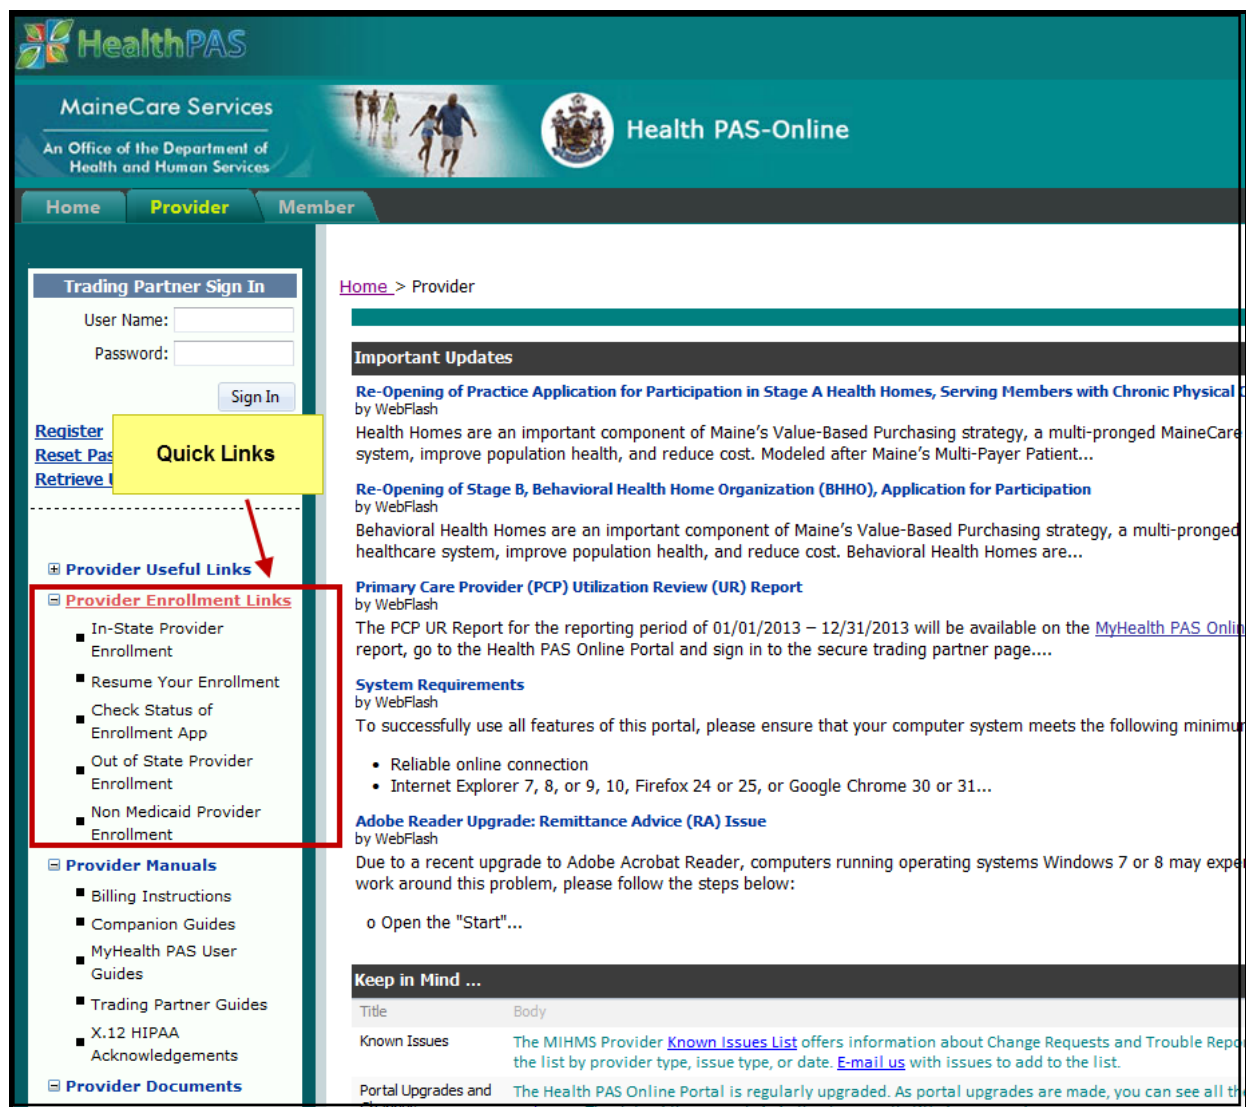 HealthPAS
MaineCare Services
An Office of the Department of
Health and Human Services
Health PAS-Online
Home
Provider
Member
Trading Partner Sign In
User Name:
Password:
Sign In
Register
Reset
Retrieve
Quick Links
Provider Useful Links
Provider Enrollment Links
In-State Provider
Enrollment
Resume Your Enrollment
Check Status of
Enrollment App
Out of State Provider
Enrollment
Non Medicaid Provider
Enrollment
Provider Manuals
Billing Instructions
Companion Guides
MyHealth PAS User
Guides
Trading Partner Guides
X.12 HIPAA
Acknowledgements
Provider Documents
Home > Provider
Important Updates
Re-Opening of Practice Application for Participation in Stage A Health Homes, Serving Members with Chronic Physical
by WebFlash
Health Homes are an important component of Maine's Value-Based Purchasing strategy, a multi-pronged MaineCare
system, improve population health, and reduce cost. Modeled after Maine's Multi-Payer Patient...
Re-Opening of Stage B, Behavioral Health Home Organization (BHHO), Application for Participation
by WebFlash
Behavioral Health Homes are an important component of Maine's Value-Based Purchasing strategy, a multi-pronged
healthcare system, improve population health, and reduce cost. Behavioral Health Homes are...
Primary Care Provider (PCP) Utilization Review (UR) Report
by WebFlash
The PCP UR Report for the reporting period of 01/01/2013 – 12/31/2013 will be available on the MyHealth PAS Onlin
report, go to the Health PAS Online Portal and sign in to the secure trading partner page....
System Requirements
by WebFlash
To successfully use all features of this portal, please ensure that your computer system meets the following minimu
• Reliable online connection
• Internet Explorer 7, 8, or 9, 10, Firefox 24 or 25, or Google Chrome 30 or 31...
Adobe Reader Upgrade: Remittance Advice (RA) Issue
by WebFlash
Due to a recent upgrade to Adobe Acrobat Reader, computers running operating systems Windows 7 or 8 may expe
work around this problem, please follow the steps below:
o Open the "Start"...
Keep in Mind ...
Title Body
Known Issues The MIHMS Provider Known Issues List offers information about Change Requests and Trouble Repo
the list by provider type, issue type, or date. E-mail us with issues to add to the list.
Portal Upgrades and The Health PAS Online Portal is regularly upgraded. As portal upgrades are made, you can see all the